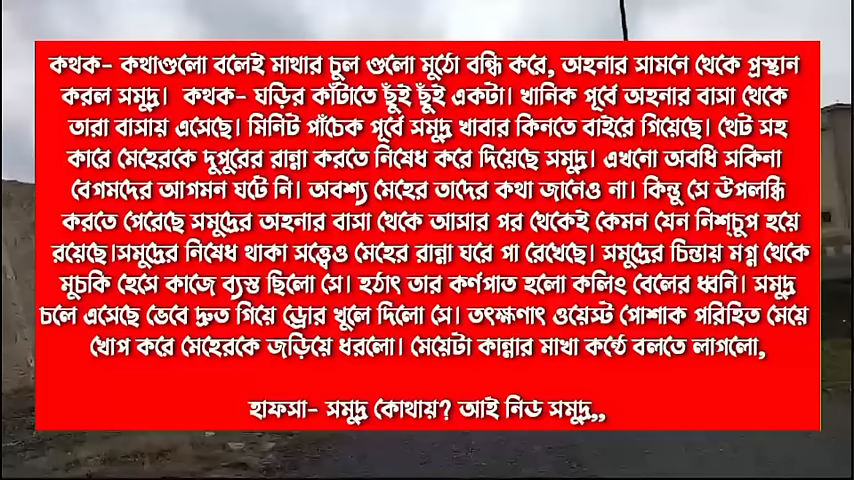 কথক- কথাগুলো বলেই মাথার চুল গুলো মুঠো বন্ধি করে, অহনার সামনে থেকে প্রস্থান
করল সমুদ্র। কথক- ঘড়ির কাঁটাতে ছুঁই ছুঁই একটা। খানিক পূর্বে অহনার বাসা থেকে
তারা বাসায় এসেছে। মিনিট পাঁচেক পূর্বে সমুদ্র খাবার কিনতে বাইরে গিয়েছে। থেট সহ
কারে মেহেরকে দুপুরের রান্না করতে নিষেধ করে দিয়েছে সমুদ্র। এখনো অবধি সকিনা
বেগমদের আগমন ঘটে নি। অবশ্য মেহের তাদের কথা জানেও না। কিন্তু সে উপলব্ধি
করতে পেরেছে সমুদ্রের অহনার বাসা থেকে আসার পর থেকেই কেমন যেন নিশ্চুপ হয়ে
রয়েছে।সমুদ্রের নিষেধ থাকা সত্ত্বেও মেহের রান্না ঘরে পা রেখেছে। সমুদ্রের চিন্তায় মগ্ন থেকে
মুচকি হেসে কাজে ব্যস্ত ছিলো সে। হঠাৎ তার কর্ণপাত হলো কলিং বেলের ধ্বনি। সমুদ্র
চলে এসেছে ভেবে দ্রুত গিয়ে ড্রোর খুলে দিলো সে। তৎক্ষণাৎ ওয়েস্ট পোশাক পরিহিত মেয়ে
খোপ করে মেহেরকে জড়িয়ে ধরলো। মেয়েটা কান্নার মাখা কণ্ঠে বলতে লাগলো,
হাফসা- সমুদ্র কোথায়? আই নিড সমুদ্র,,